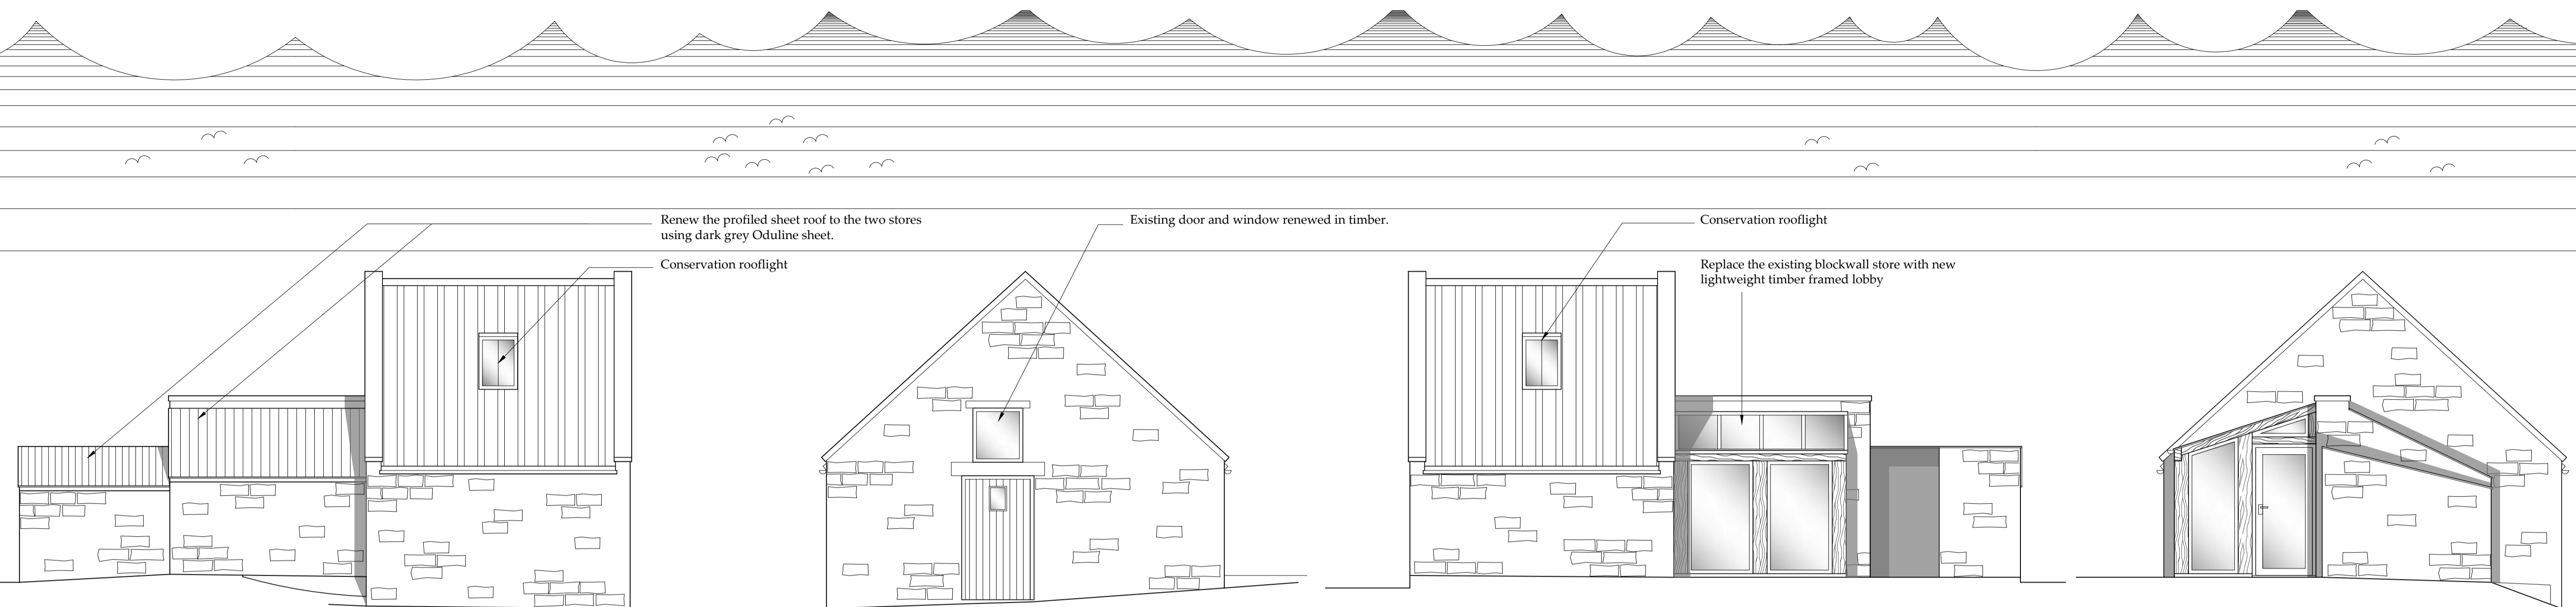 Renew the profiled sheet roof to the two stores
using dark grey Oduline sheet.
Conservation rooflight
Existing door and window renewed in timber.
Conservation rooflight
Replace the existing blockwall store with new
lightweight timber framed lobby